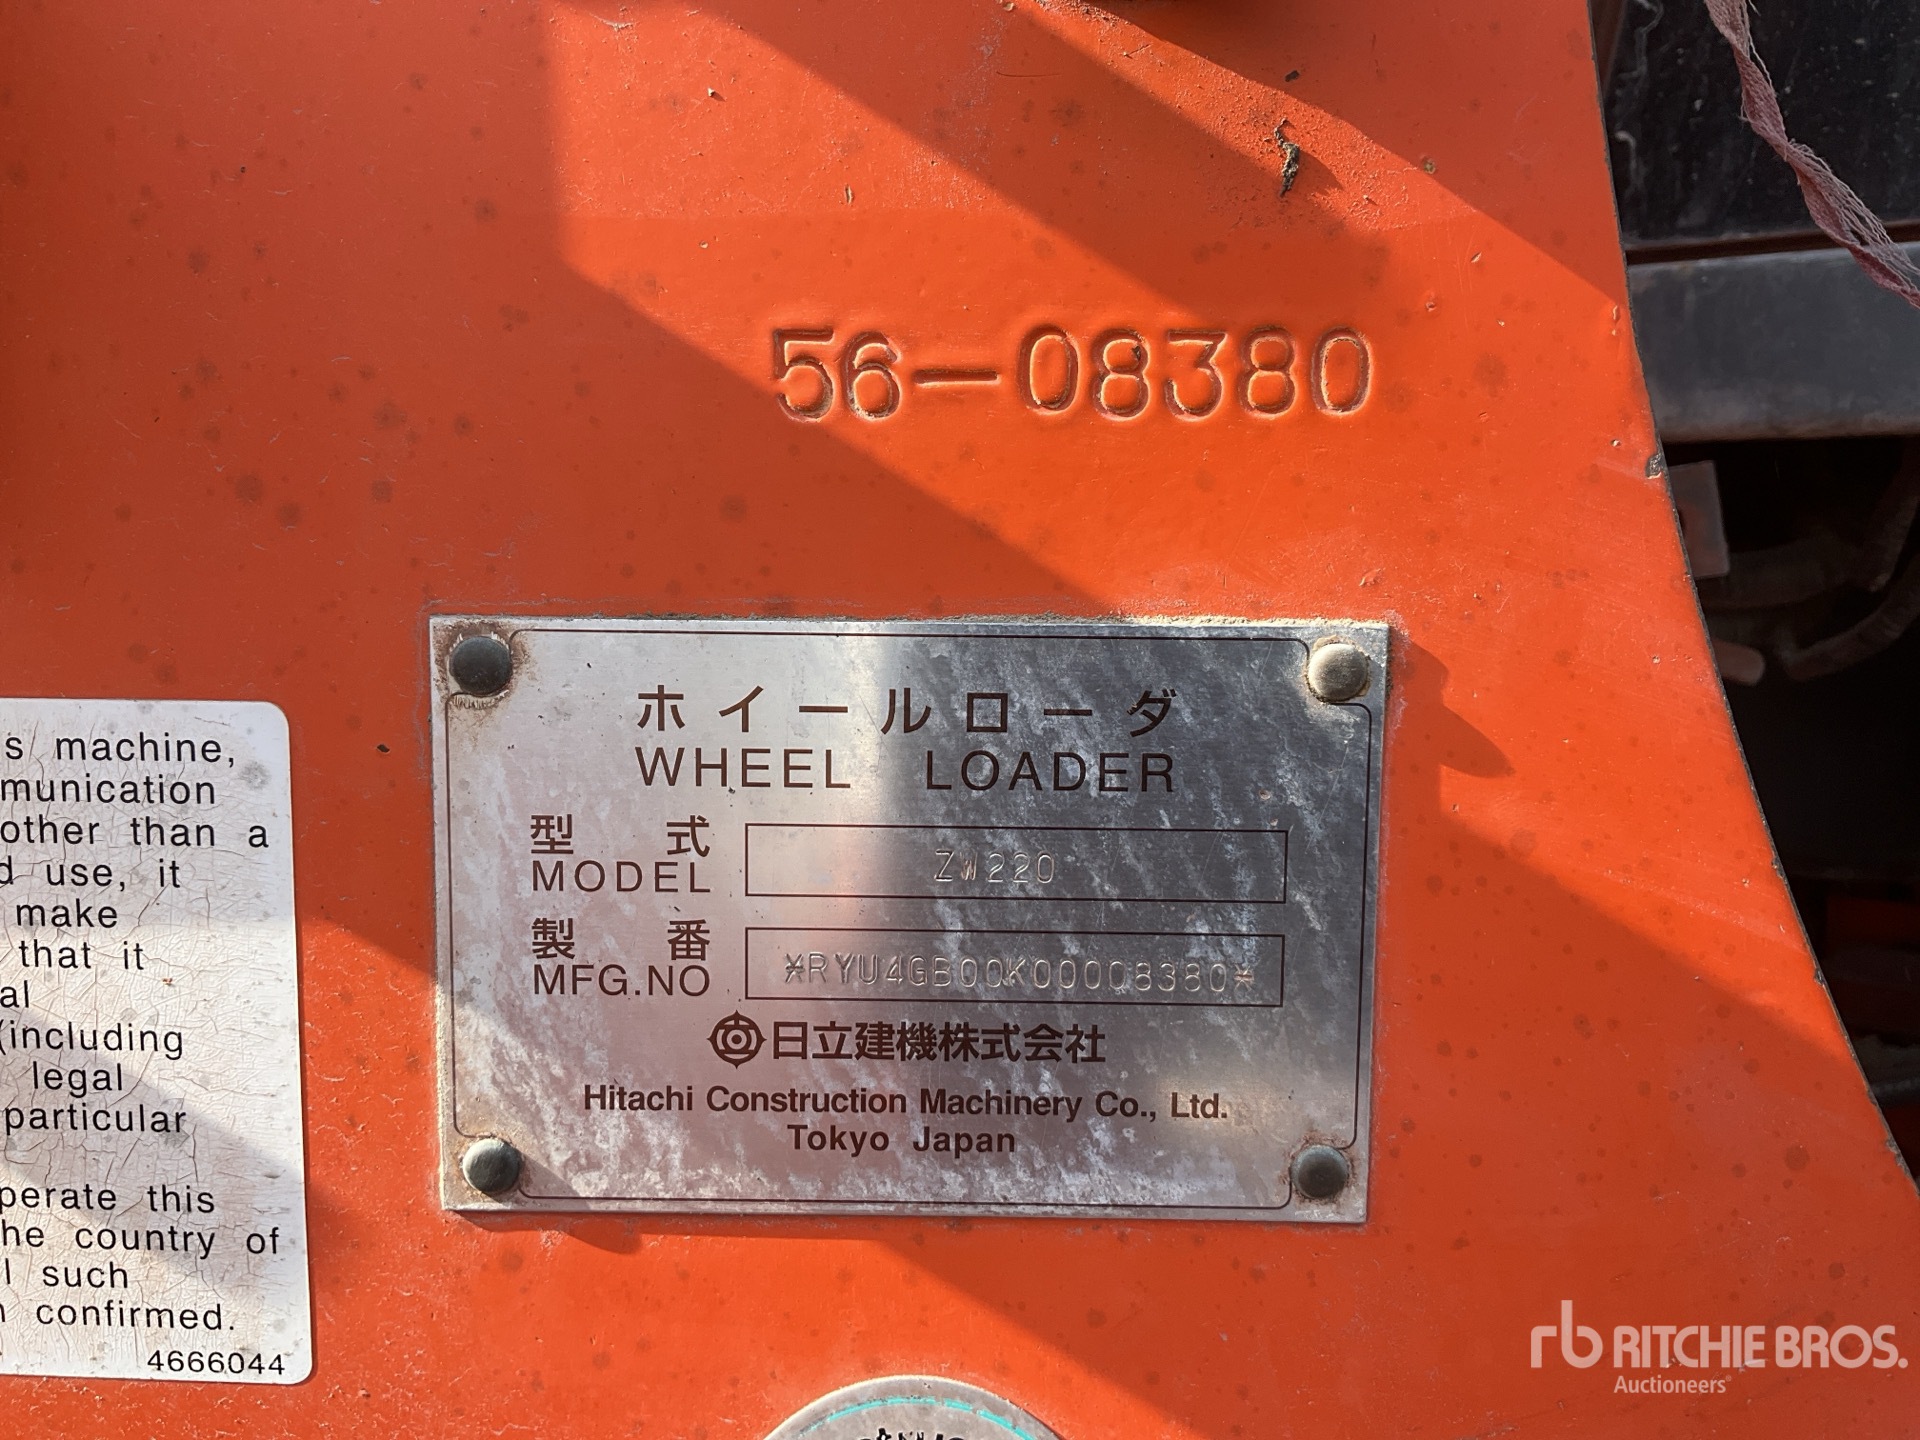 56-08380
ホイールローダ
WHEEL LOADER
型式
MODEL
ZW220
製番
MFG.NO
*RYU4GB00K00008380*
日立建機株式会社
Hitachi Construction Machinery Co., Ltd.
Tokyo Japan
s machine,
munication
other than a
d use, it
make
that it
al
(including
legal
particular
perate this
he country of
l such
n confirmed.
4666044
rb RITCHIE BROS.
Auctioneers